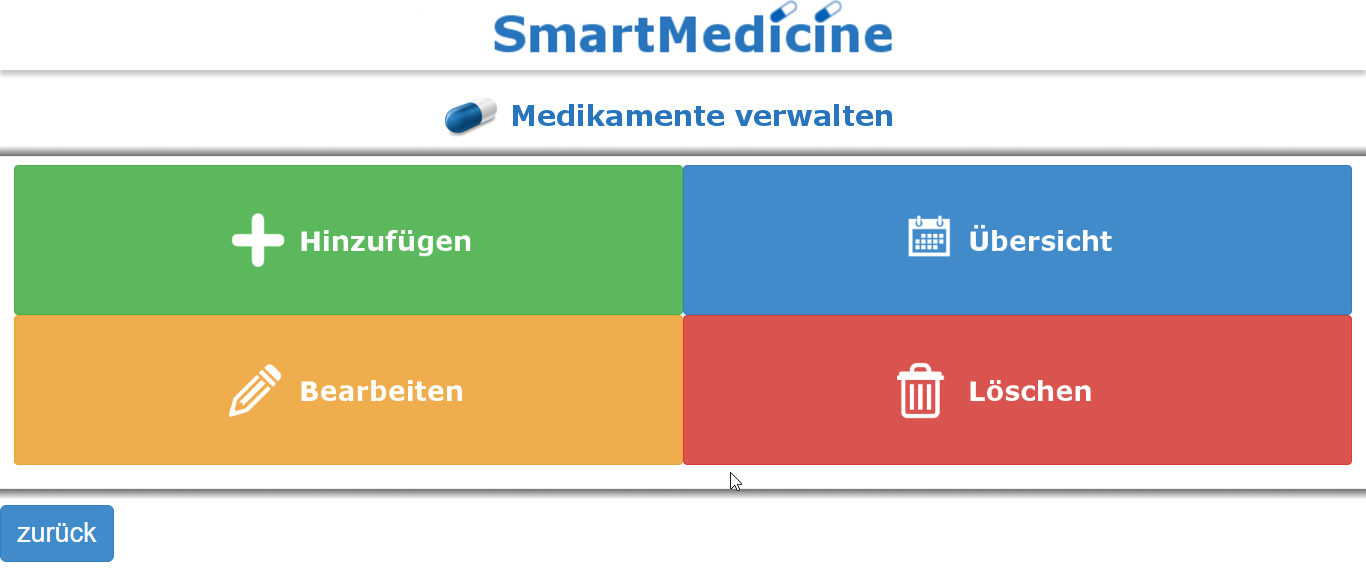 SmartMedicine
Medikamente verwalten
Hinzufügen
Übersicht
Bearbeiten
Löschen
zurück